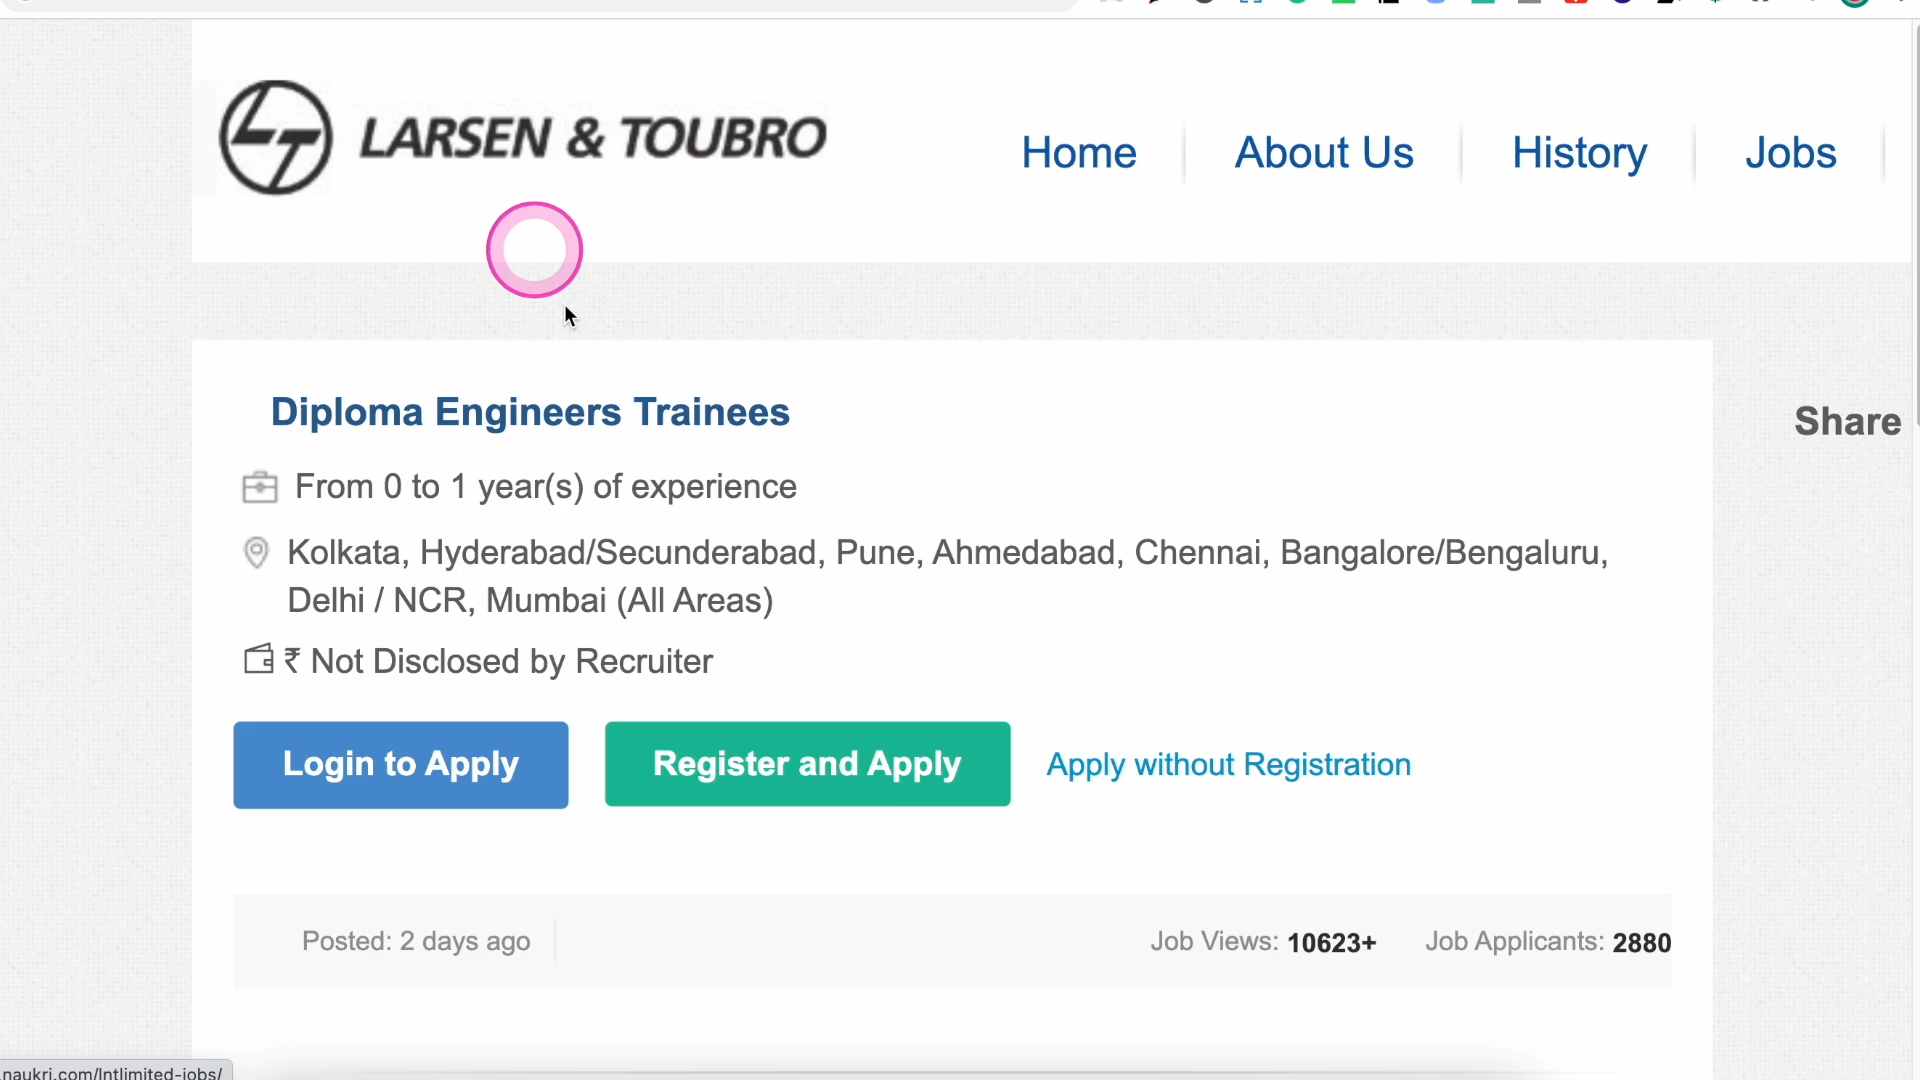 LARSEN & TOUBRO
Home
About Us
History
Jobs
Diploma Engineers Trainees
Share
From 0 to 1 year(s) of experience
Kolkata, Hyderabad/Secunderabad, Pune, Ahmedabad, Chennai, Bangalore/Bengaluru,
Delhi / NCR, Mumbai (All Areas)
₹ Not Disclosed by Recruiter
Login to Apply
Register and Apply
Apply without Registration
Posted: 2 days ago
Job Views: 10623+
Job Applicants: 2880
.naukri.com/lntlimited-jobs/